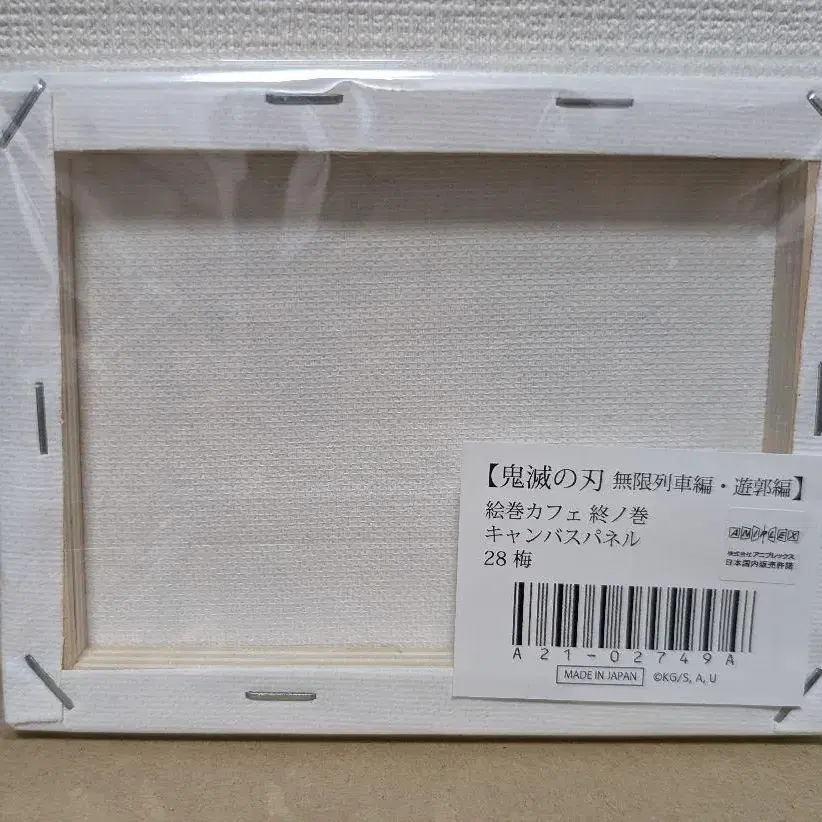 【鬼滅の刃 無限列車編・遊郭編】
絵巻カフェ 終ノ巻
キャンバスパネル
28 梅
ANIPLEX
株式会社アニプレックス
日本国内販売許諾
A21-02749A
MADE IN JAPAN ©KG/S, A, U